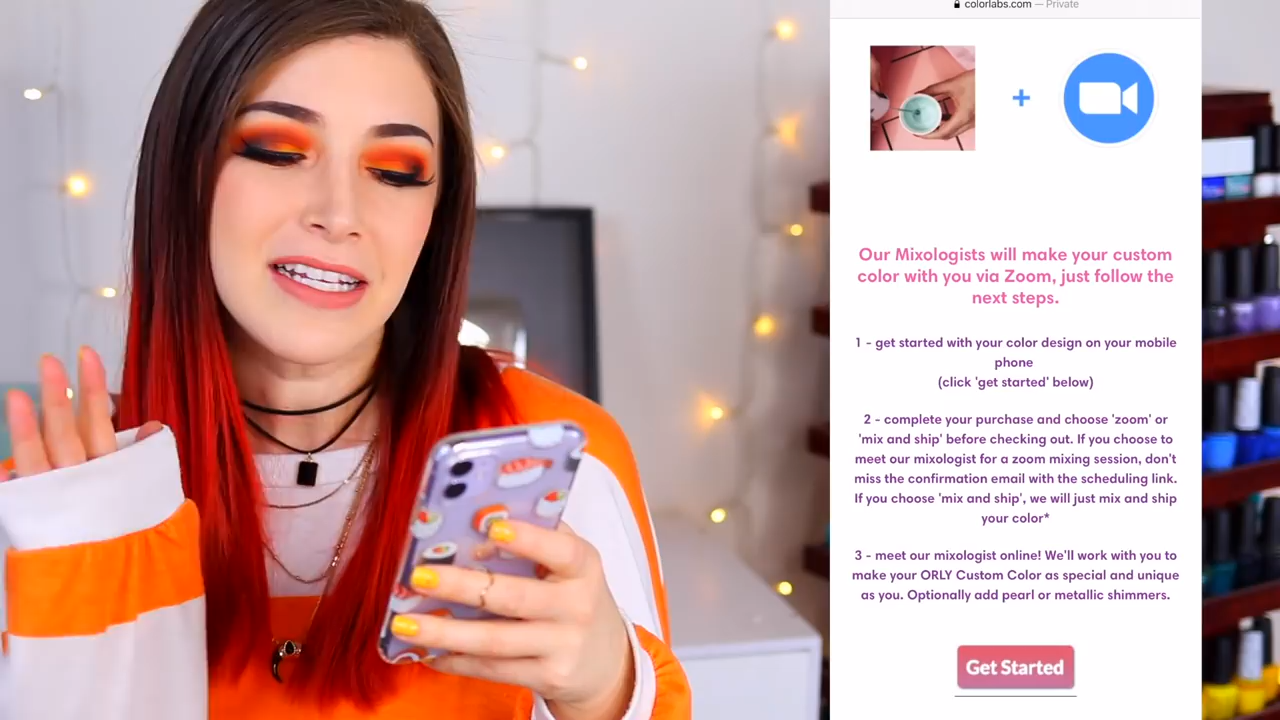 colorlabs.com — Private
+
Our Mixologists will make your custom
color with you via Zoom, just follow the
next steps.
1 - get started with your color design on your mobile
phone
(click 'get started' below)
2 - complete your purchase and choose 'zoom' or
'mix and ship' before checking out. If you choose to
meet our mixologist for a zoom mixing session, don't
miss the confirmation email with the scheduling link.
If you choose 'mix and ship', we will just mix and ship
your color*
3 - meet our mixologist online! We'll work with you to
make your ORLY Custom Color as special and unique
as you. Optionally add pearl or metallic shimmers.
Get Started